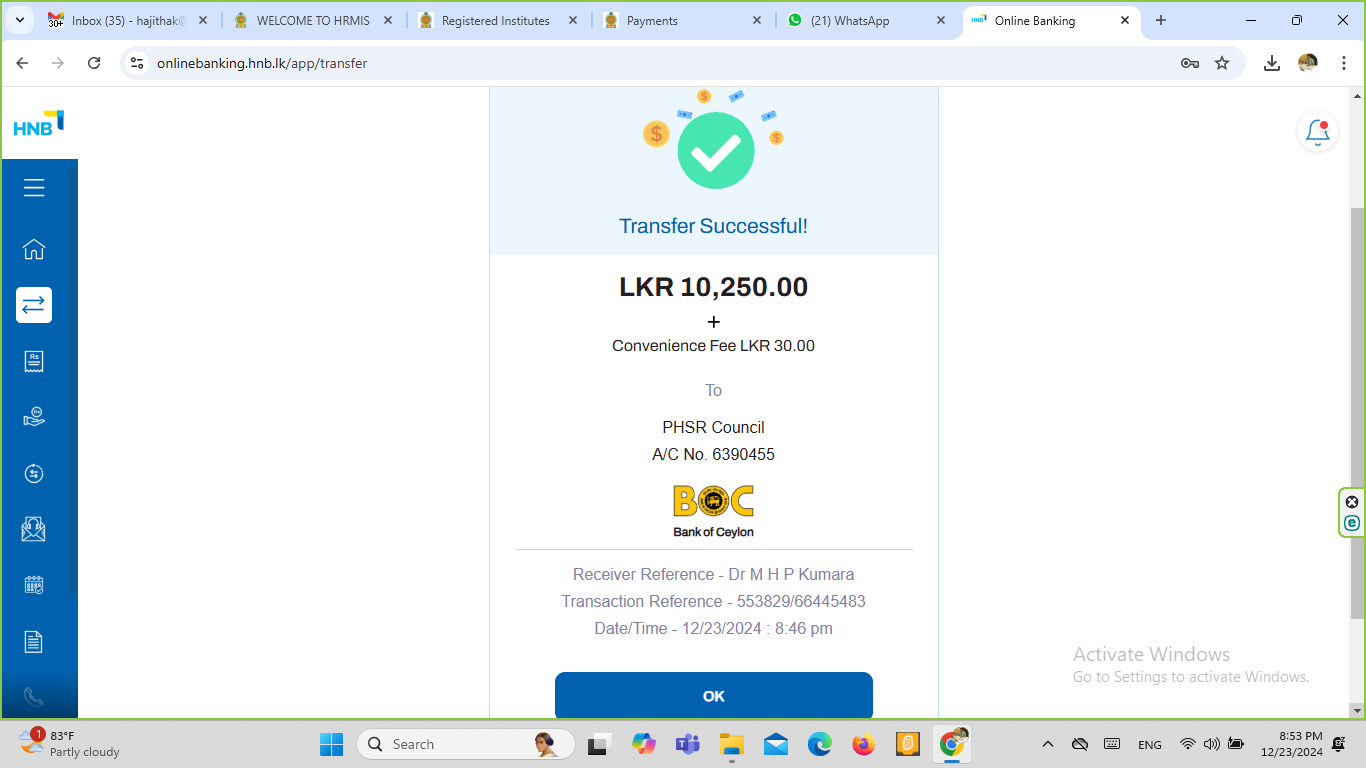 Inbox (35) - hajithak@
WELCOME TO HRMIS
Registered Institutes
Payments
(21) WhatsApp
HNB
Online Banking
onlinebanking.hnb.lk/app/transfer
HNB
Transfer Successful!
LKR 10,250.00
+
Convenience Fee LKR 30.00
To
PHSR Council
A/C No. 6390455
BOC
Bank of Ceylon
Receiver Reference - Dr M H P Kumara
Transaction Reference - 553829/66445483
Date/Time - 12/23/2024 : 8:46 pm
OK
Activate Windows
Go to Settings to activate Windows.
1
83°F
Partly cloudy
Search
ENG
8:53 PM
12/23/2024